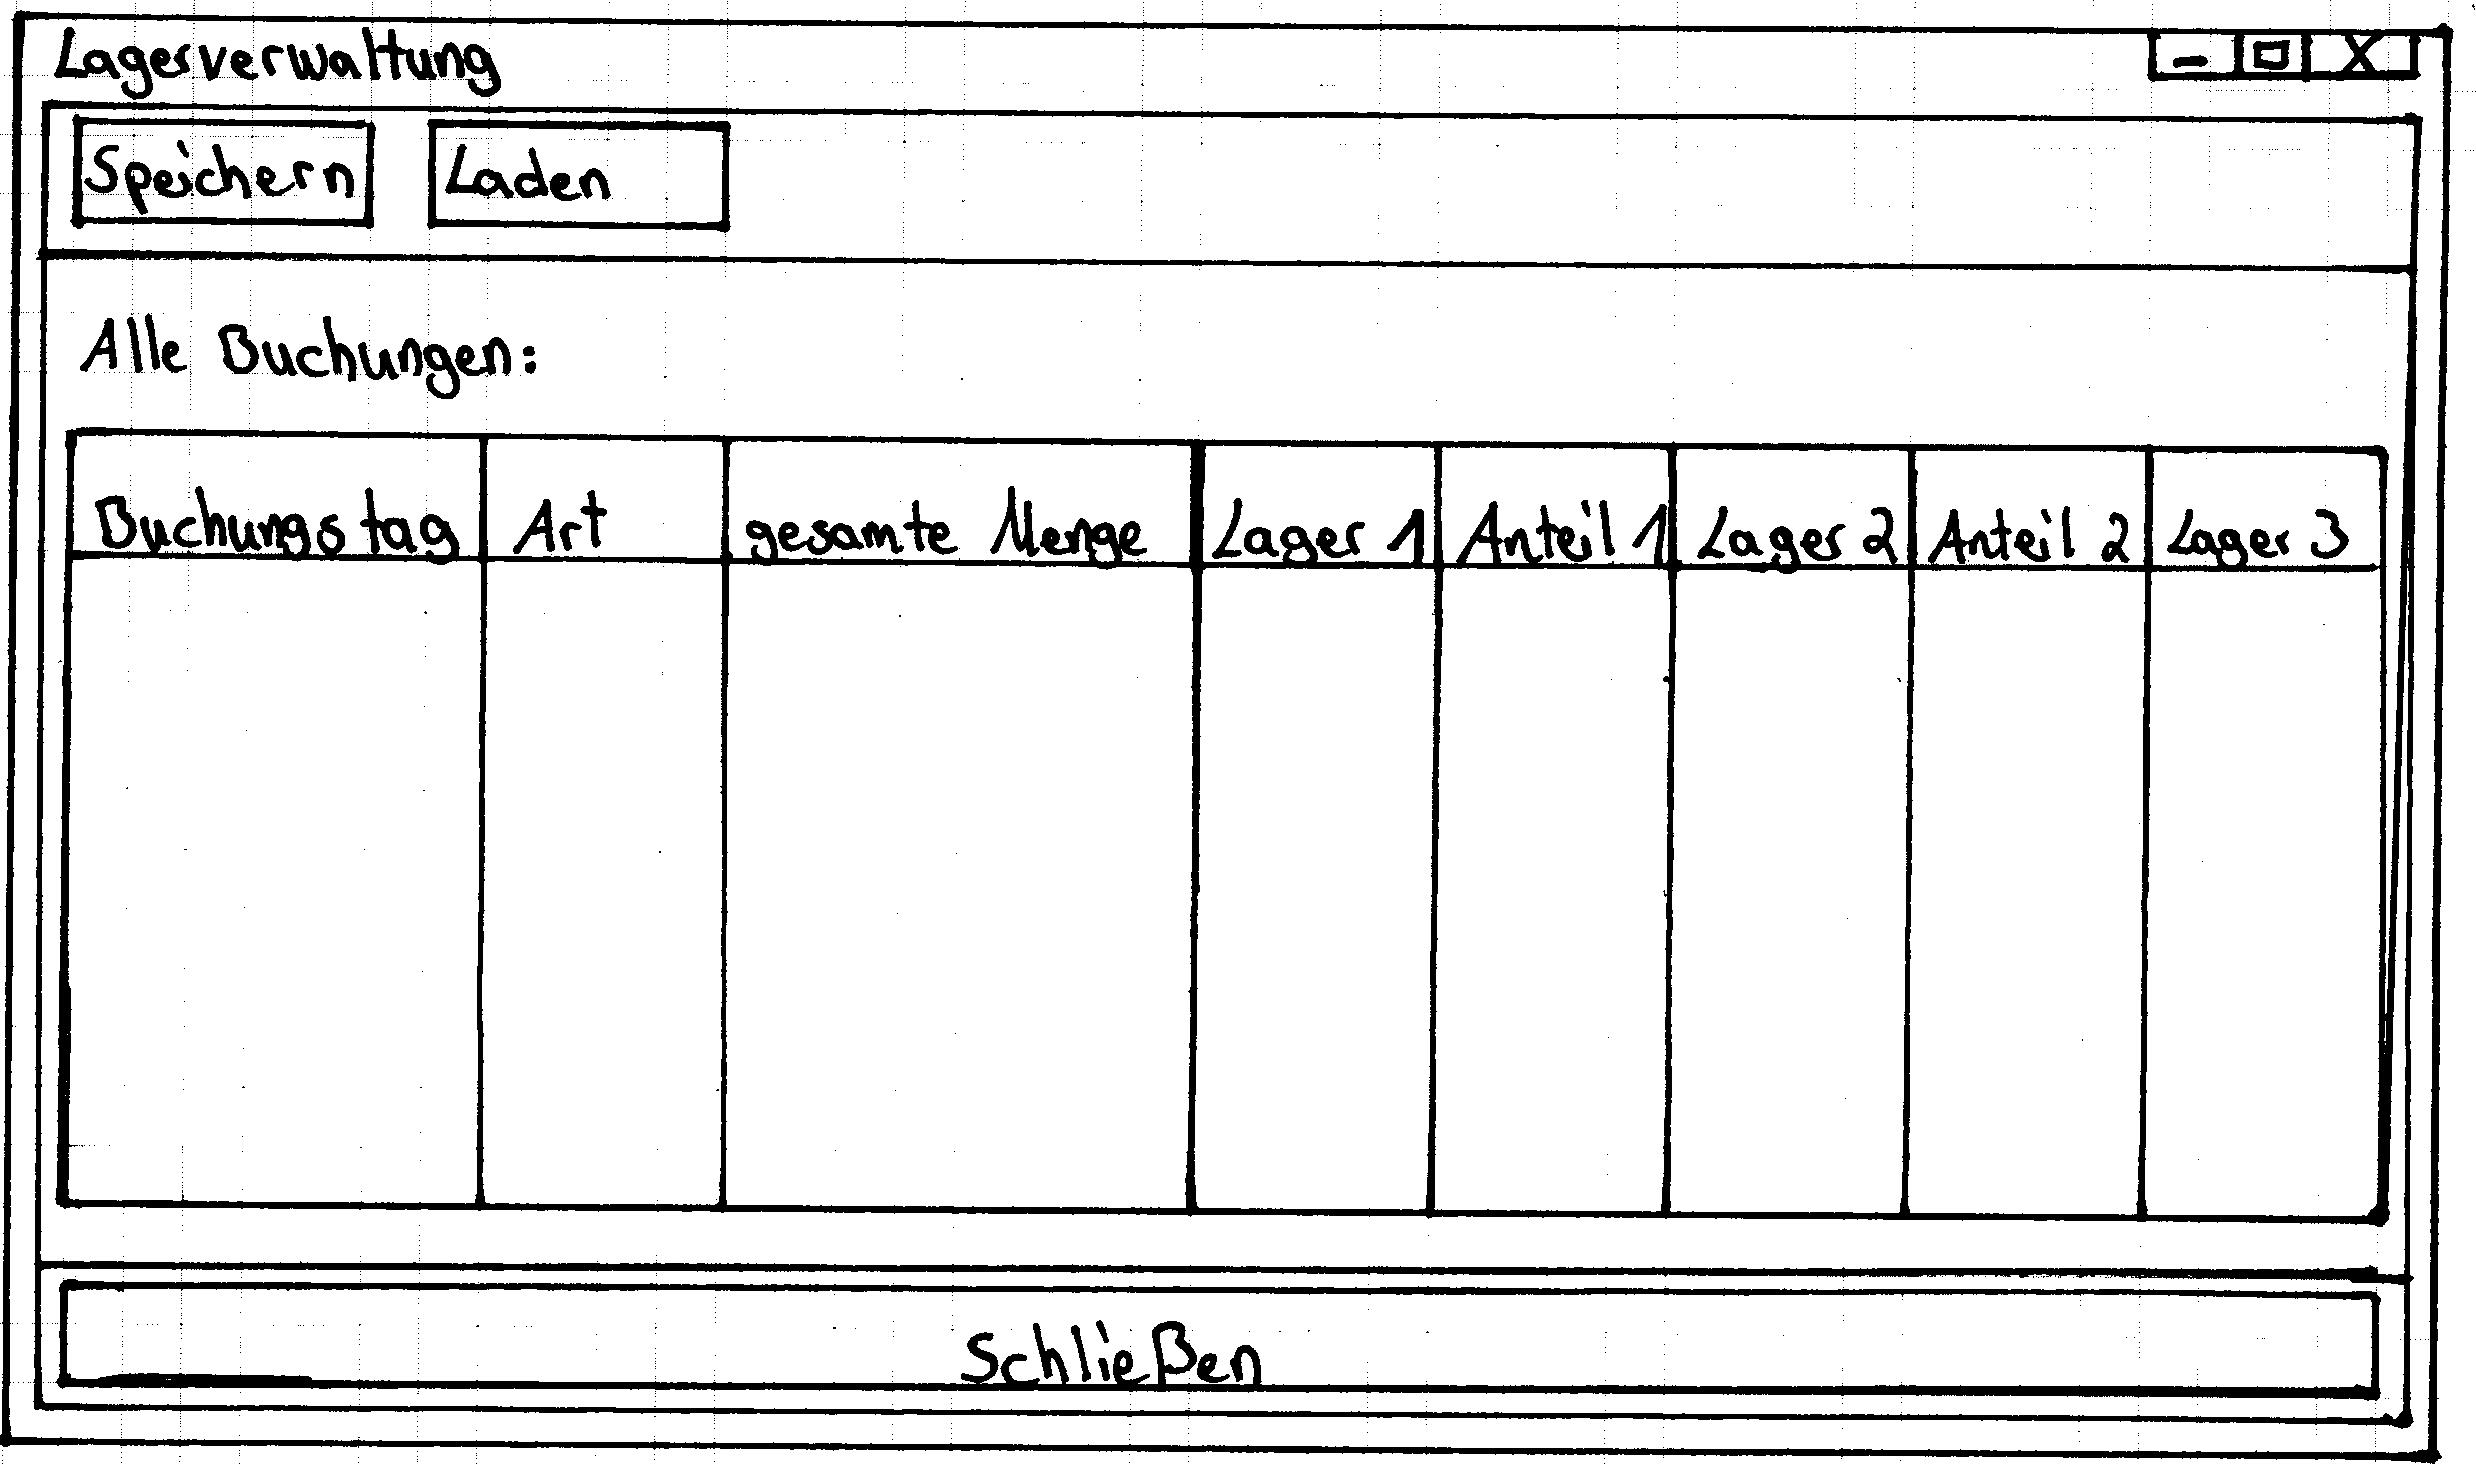 Lagerverwaltung
Speichern Laden
Alle Buchungen:
Buchungstag Art gesamte Menge Lager 1 Anteil 1 Lager 2 Anteil 2 Lager 3
Schließen